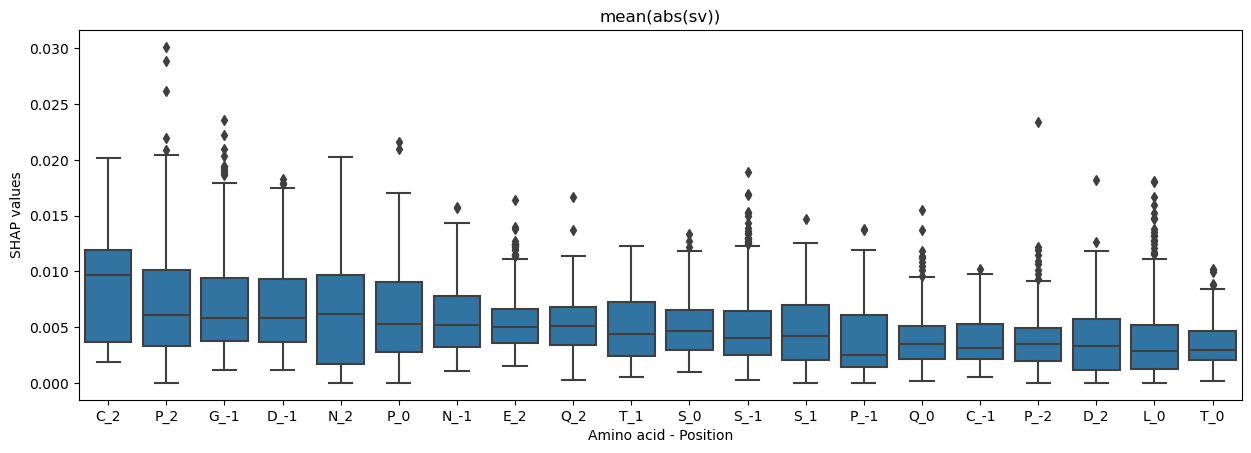 mean(abs(sv))
SHAP values
0.030
0.025
0.020
0.015
0.010
0.005
0.000
C_2 P_2 G_-1 D_-1 N_2 P_0 N_-1 E_2 Q_2 T_1 S_0 S_-1 S_1 P_-1 Q_0 C_-1 P_-2 D_2 L_0 T_0
Amino acid - Position